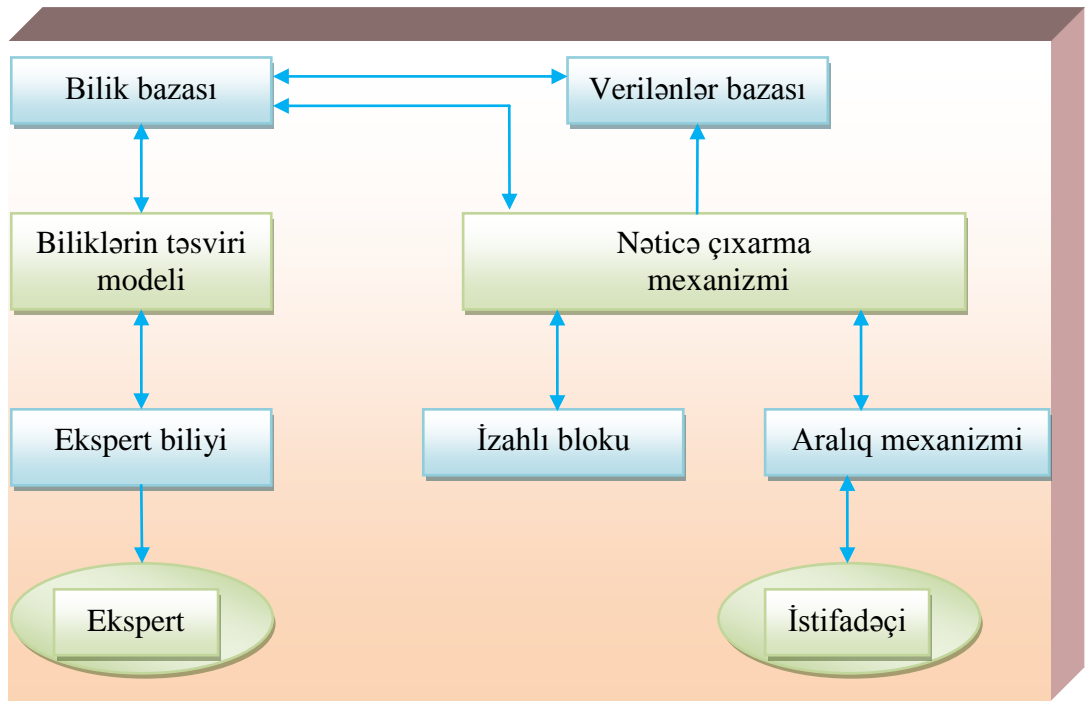 Bilik bazası
Verilənlər bazası
Biliklərin təsviri
modeli
Nəticə çıxarma
mexanizmi
Ekspert biliyi
İzahlı bloku
Aralıq mexanizmi
Ekspert
İstifadəçi